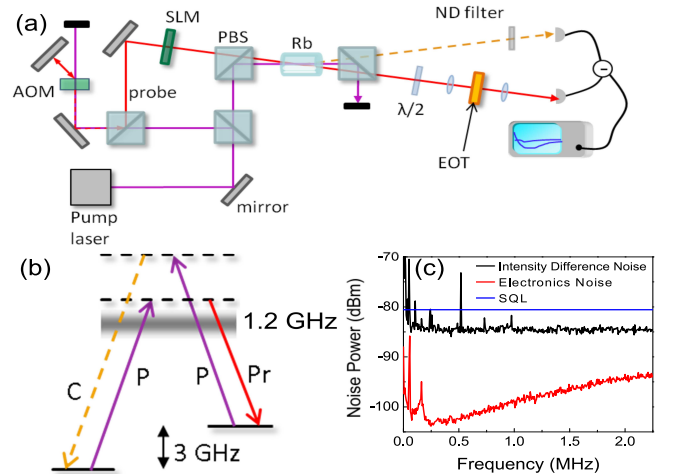 (a)
SLM
PBS
Rb
ND filter
AOM
probe
λ/2
EOT
Pump
laser
mirror
(b)
1.2 GHz
C
P
P
Pr
3 GHz
(c)
Intensity Difference Noise
Electronics Noise
SQL
Noise Power (dBm)
-70
-80
-90
-100
0.0
0.5
1.0
1.5
2.0
Frequency (MHz)